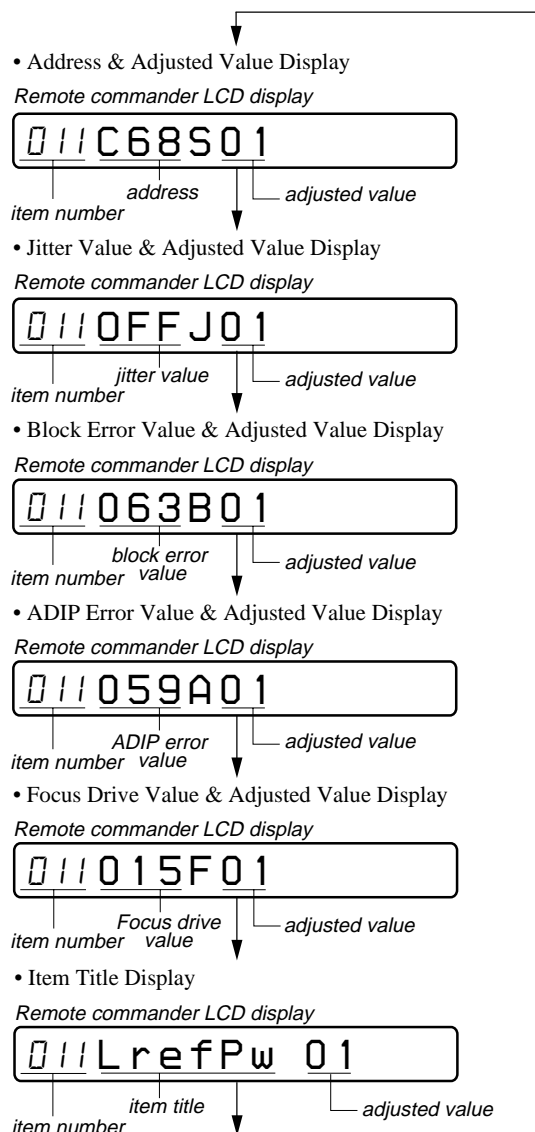 • Address & Adjusted Value Display
Remote commander LCD display
011 C68S01
address
adjusted value
item number
• Jitter Value & Adjusted Value Display
Remote commander LCD display
011 OFFJ01
jitter value
adjusted value
item number
• Block Error Value & Adjusted Value Display
Remote commander LCD display
011 063B01
block error
value
adjusted value
item number
• ADIP Error Value & Adjusted Value Display
Remote commander LCD display
011 059A01
ADIP error
value
adjusted value
item number
• Focus Drive Value & Adjusted Value Display
Remote commander LCD display
011 015F01
Focus drive
value
adjusted value
item number
• Item Title Display
Remote commander LCD display
011 LrefPw 01
item title
adjusted value
item number